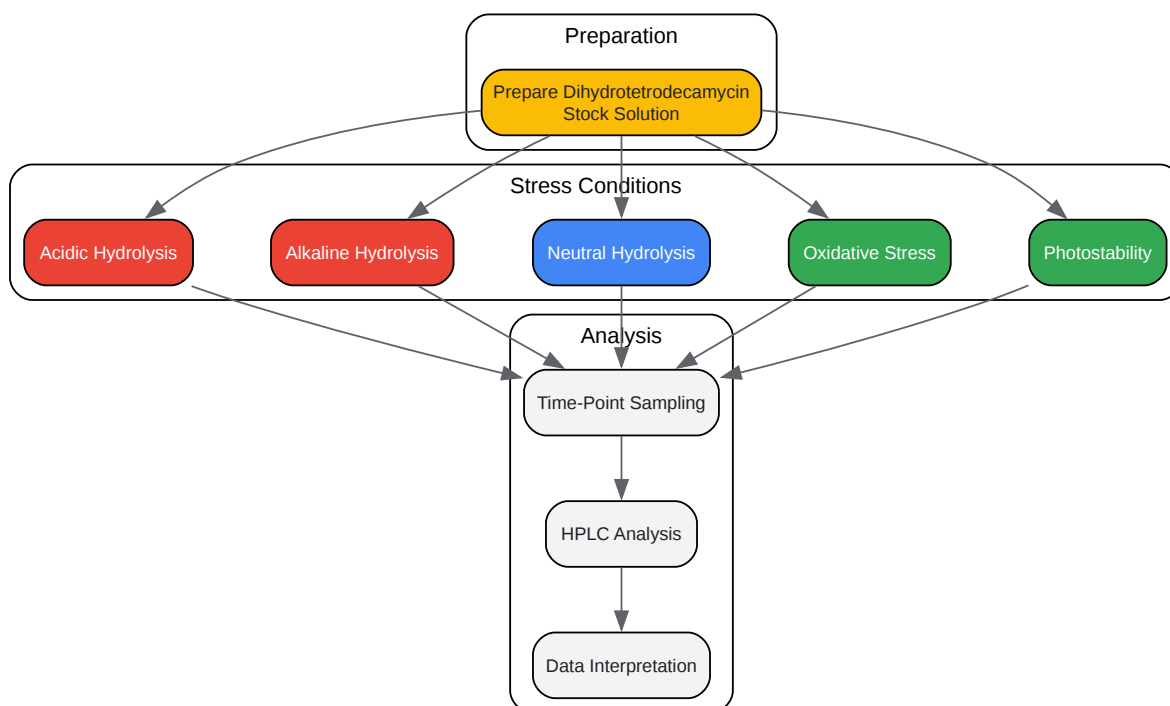 Preparation
Prepare Dihydrotetrodecamycin
Stock Solution
Stress Conditions
Acidic Hydrolysis
Alkaline Hydrolysis
Neutral Hydrolysis
Oxidative Stress
Photostability
Analysis
Time-Point Sampling
HPLC Analysis
Data Interpretation